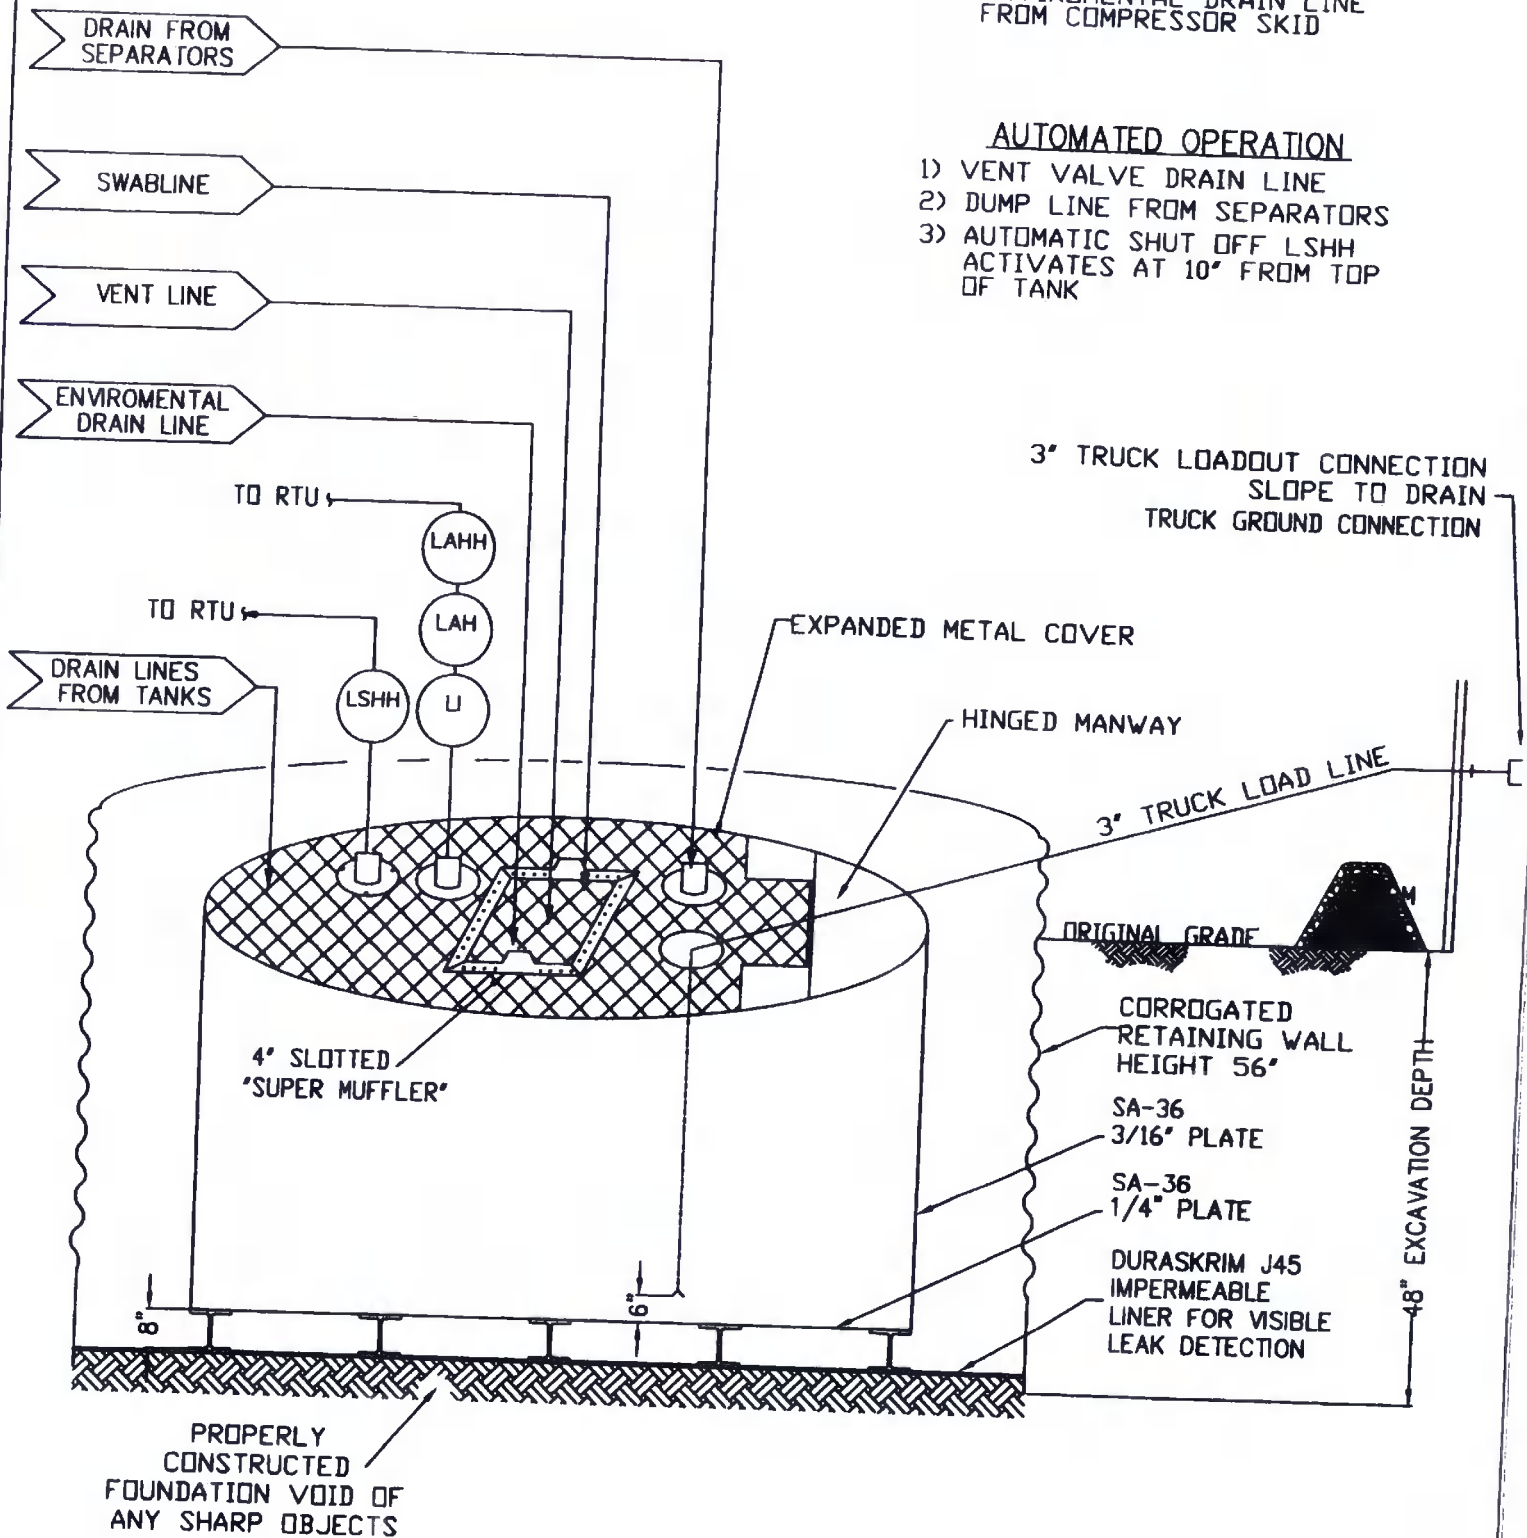 DRAIN LINE
FROM COMPRESSOR SKID
DRAIN FROM
SEPARATORS
SWABLINE
VENT LINE
ENVIROMENTAL
DRAIN LINE
AUTOMATED OPERATION
1) VENT VALVE DRAIN LINE
2) DUMP LINE FROM SEPARATORS
3) AUTOMATIC SHUT OFF LSHH
ACTIVATES AT 10" FROM TOP
OF TANK
3" TRUCK LOADOUT CONNECTION
SLOPE TO DRAIN
TRUCK GROUND CONNECTION
TO RTU
LAHH
LAH
LI
TO RTU
LSHH
DRAIN LINES
FROM TANKS
EXPANDED METAL COVER
HINGED MANWAY
3" TRUCK LOAD LINE
ORIGINAL GRADE
M
CORROGATED
RETAINING WALL
HEIGHT 56"
4" SLOTTED
"SUPER MUFFLER"
SA-36
3/16" PLATE
SA-36
1/4" PLATE
DURASKRIM J45
IMPERMEABLE
LINER FOR VISIBLE
LEAK DETECTION
48" EXCAVATION DEPTH
8"
6"
PROPERLY
CONSTRUCTED
FOUNDATION VOID OF
ANY SHARP OBJECTS